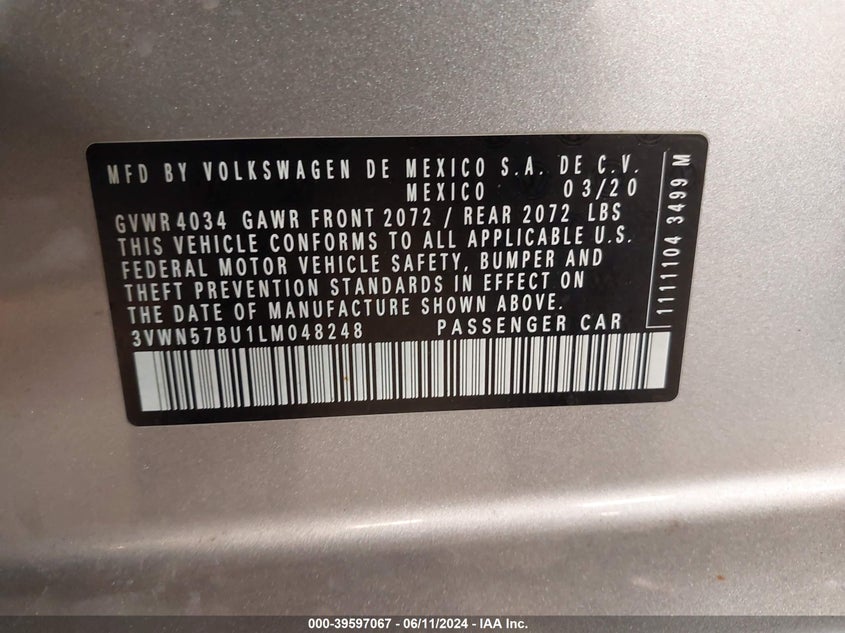 MFD BY VOLKSWAGEN DE MEXICO S.A. DE C.V.
MEXICO 03/20
GVWR 4034 GAWR FRONT 2072 / REAR 2072 LBS
THIS VEHICLE CONFORMS TO ALL APPLICABLE U.S.
FEDERAL MOTOR VEHICLE SAFETY, BUMPER AND
THEFT PREVENTION STANDARDS IN EFFECT ON
THE DATE OF MANUFACTURE SHOWN ABOVE.
3VWN57BU1LM048248 PASSENGER CAR
1111104 3499 M
000-39597067 - 06/11/2024 - IAA Inc.